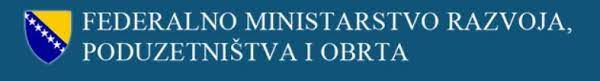 FEDERALNO MINISTARSTVO RAZVOJA,
PODUZETNIŠTVA I OBRTA